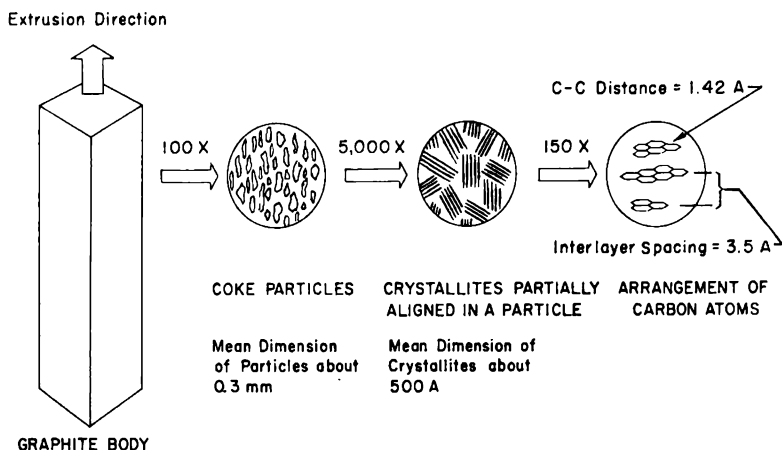 Extrusion Direction
C-C Distance = 1.42 A
100 X
5,000 X
150 X
Interlayer Spacing = 3.5 A
COKE PARTICLES
CRYSTALLITES PARTIALLY
ALIGNED IN A PARTICLE
ARRANGEMENT OF
CARBON ATOMS
Mean Dimension
of Particles about
0.3 mm
Mean Dimension of
Crystallites about
500 A
GRAPHITE BODY